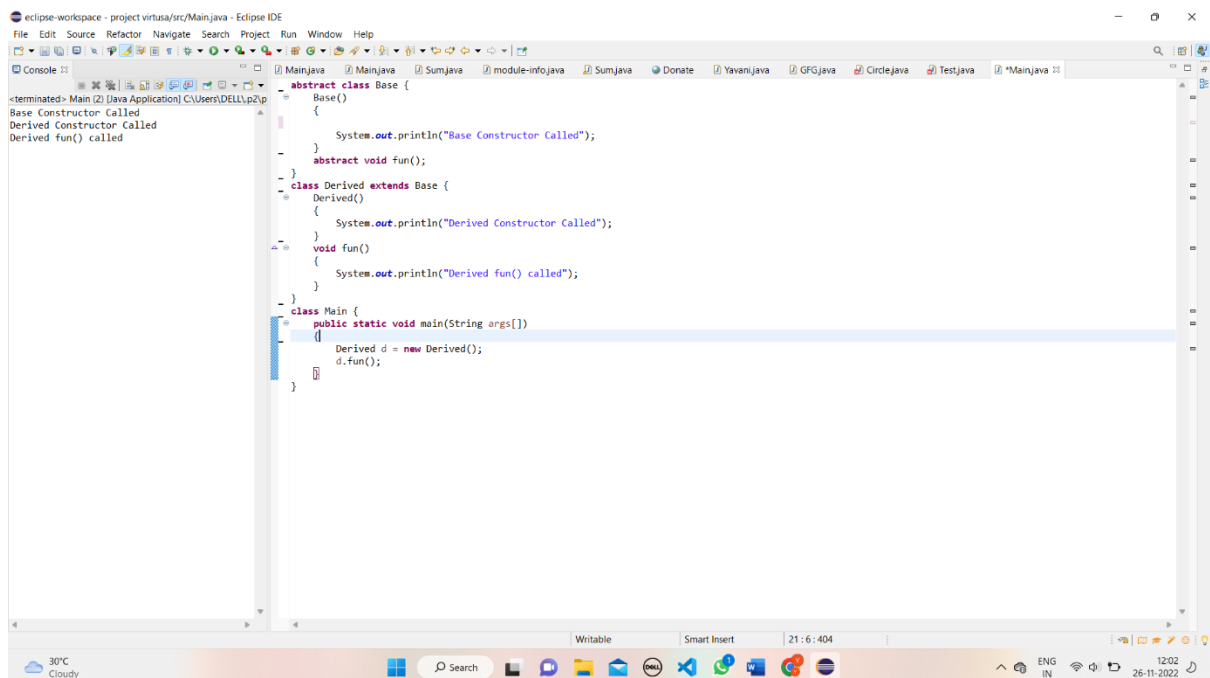 eclipse-workspace - project virtusa/src/Main.java - Eclipse IDE
File Edit Source Refactor Navigate Search Project Run Window Help
Console
Main.java Main.java Sum.java module-info.java Sum.java Donate Yavani.java GFG.java Circle.java Test.java *Main.java
<terminated> Main (2) [Java Application] C:\Users\DELL\.p2\p
Base Constructor Called
Derived Constructor Called
Derived fun() called
abstract class Base {
Base()
{
System.out.println("Base Constructor Called");
}
abstract void fun();
}
class Derived extends Base {
Derived()
{
System.out.println("Derived Constructor Called");
}
void fun()
{
System.out.println("Derived fun() called");
}
}
class Main {
public static void main(String args[])
{
Derived d = new Derived();
d.fun();
}
}
Writable Smart Insert 21 : 6 : 404
30°C
Cloudy
Search
DELL
1
ENG
IN
12:02
26-11-2022